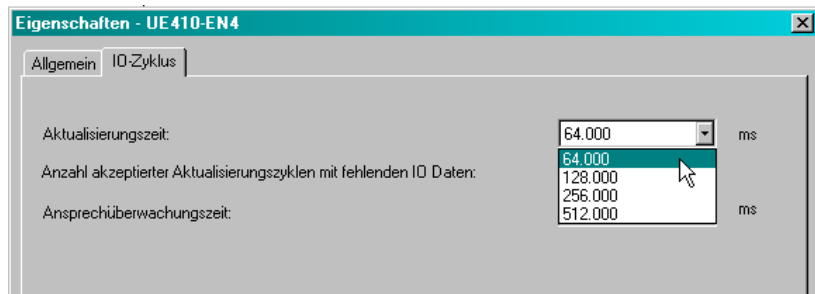 Eigenschaften - UE410-EN4
Allgemein IO-Zyklus
Aktualisierungszeit: 64.000 ms
64.000
Anzahl akzeptierter Aktualisierungszyklen mit fehlenden IO Daten:
128.000
256.000
Ansprechüberwachungszeit: 512.000 ms